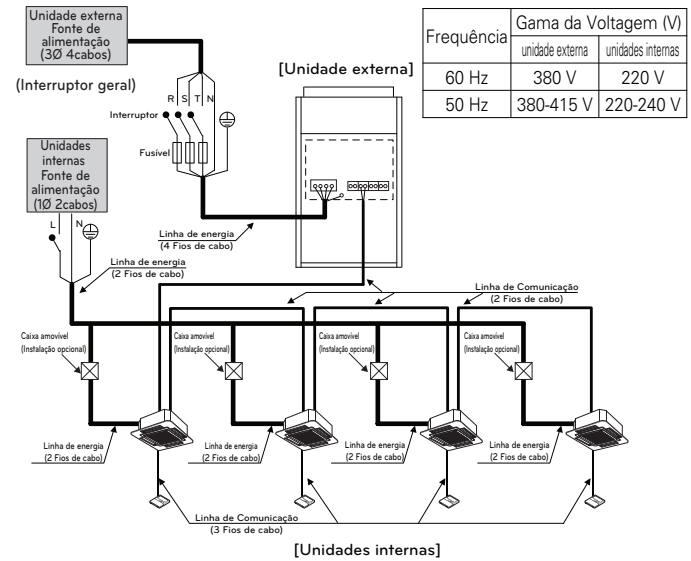 Unidade externa
Fonte de
alimentação
(3Ø 4cabos)
(Interruptor geral)
R S T N
Interruptor
Fusível
[Unidade externa]
Frequência
Gama da Voltagem (V)
unidade externa
unidades internas
60 Hz
380 V
220 V
50 Hz
380-415 V
220-240 V
Unidades
internas
Fonte de
alimentação
(1Ø 2cabos)
L N
Linha de energia
(4 Fios de cabo)
Linha de energia
(2 Fios de cabo)
Linha de Comunicação
(2 Fios de cabo)
Caixa amovível
(Instalação opcional)
Caixa amovível
(Instalação opcional)
Caixa amovível
(Instalação opcional)
Caixa amovível
(Instalação opcional)
Linha de energia
(2 Fios de cabo)
Linha de energia
(2 Fios de cabo)
Linha de energia
(2 Fios de cabo)
Linha de energia
(2 Fios de cabo)
Linha de Comunicação
(3 Fios de cabo)
[Unidades internas]